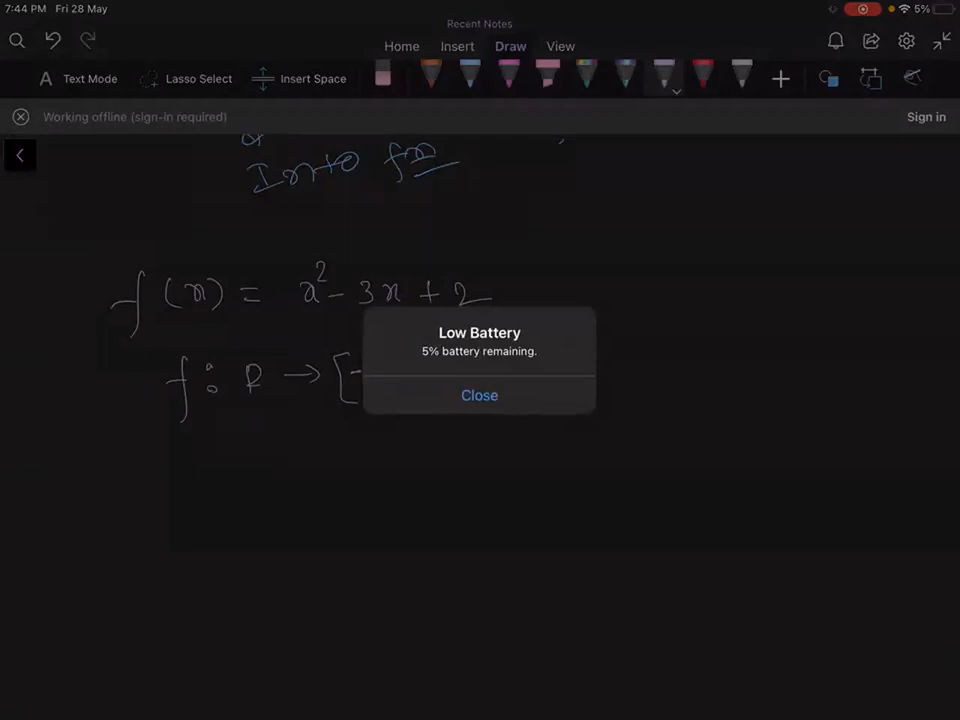 7:44 PM Fri 28 May 5%
Recent Notes
Home Insert Draw View
Text Mode Lasso Select Insert Space
Working offline (sign-in required) Sign in
or
Into fn
f(x) = x² - 3x + 2
f : R → [-
Low Battery
5% battery remaining.
Close